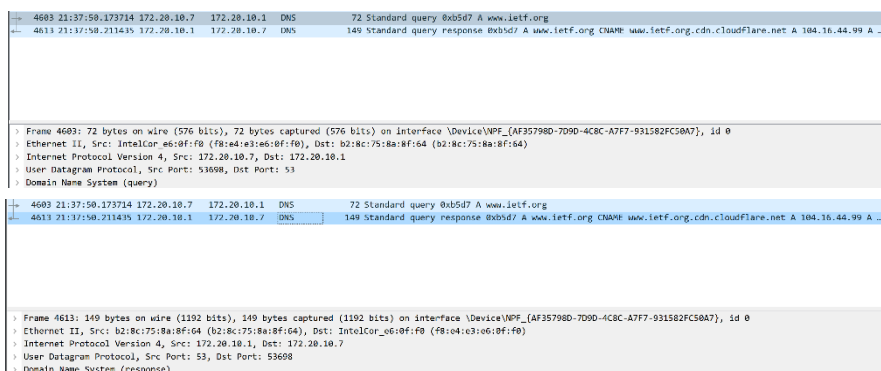 4603 21:37:50.173714 172.20.10.7 172.20.10.1 DNS 72 Standard query 0xb5d7 A www.ietf.org
4613 21:37:50.211435 172.20.10.1 172.20.10.7 DNS 149 Standard query response 0xb5d7 A www.ietf.org CNAME www.ietf.org.cdn.cloudflare.net A 104.16.44.99 A …
> Frame 4603: 72 bytes on wire (576 bits), 72 bytes captured (576 bits) on interface \Device\NPF_{AF35798D-7D9D-4C8C-A7F7-931582FC50A7}, id 0
> Ethernet II, Src: IntelCor_e6:0f:f0 (f8:e4:e3:e6:0f:f0), Dst: b2:8c:75:8a:8f:64 (b2:8c:75:8a:8f:64)
> Internet Protocol Version 4, Src: 172.20.10.7, Dst: 172.20.10.1
> User Datagram Protocol, Src Port: 53698, Dst Port: 53
> Domain Name System (query)
4603 21:37:50.173714 172.20.10.7 172.20.10.1 DNS 72 Standard query 0xb5d7 A www.ietf.org
4613 21:37:50.211435 172.20.10.1 172.20.10.7 DNS 149 Standard query response 0xb5d7 A www.ietf.org CNAME www.ietf.org.cdn.cloudflare.net A 104.16.44.99 A …
> Frame 4613: 149 bytes on wire (1192 bits), 149 bytes captured (1192 bits) on interface \Device\NPF_{AF35798D-7D9D-4C8C-A7F7-931582FC50A7}, id 0
> Ethernet II, Src: b2:8c:75:8a:8f:64 (b2:8c:75:8a:8f:64), Dst: IntelCor_e6:0f:f0 (f8:e4:e3:e6:0f:f0)
> Internet Protocol Version 4, Src: 172.20.10.1, Dst: 172.20.10.7
> User Datagram Protocol, Src Port: 53, Dst Port: 53698
> Domain Name System (response)